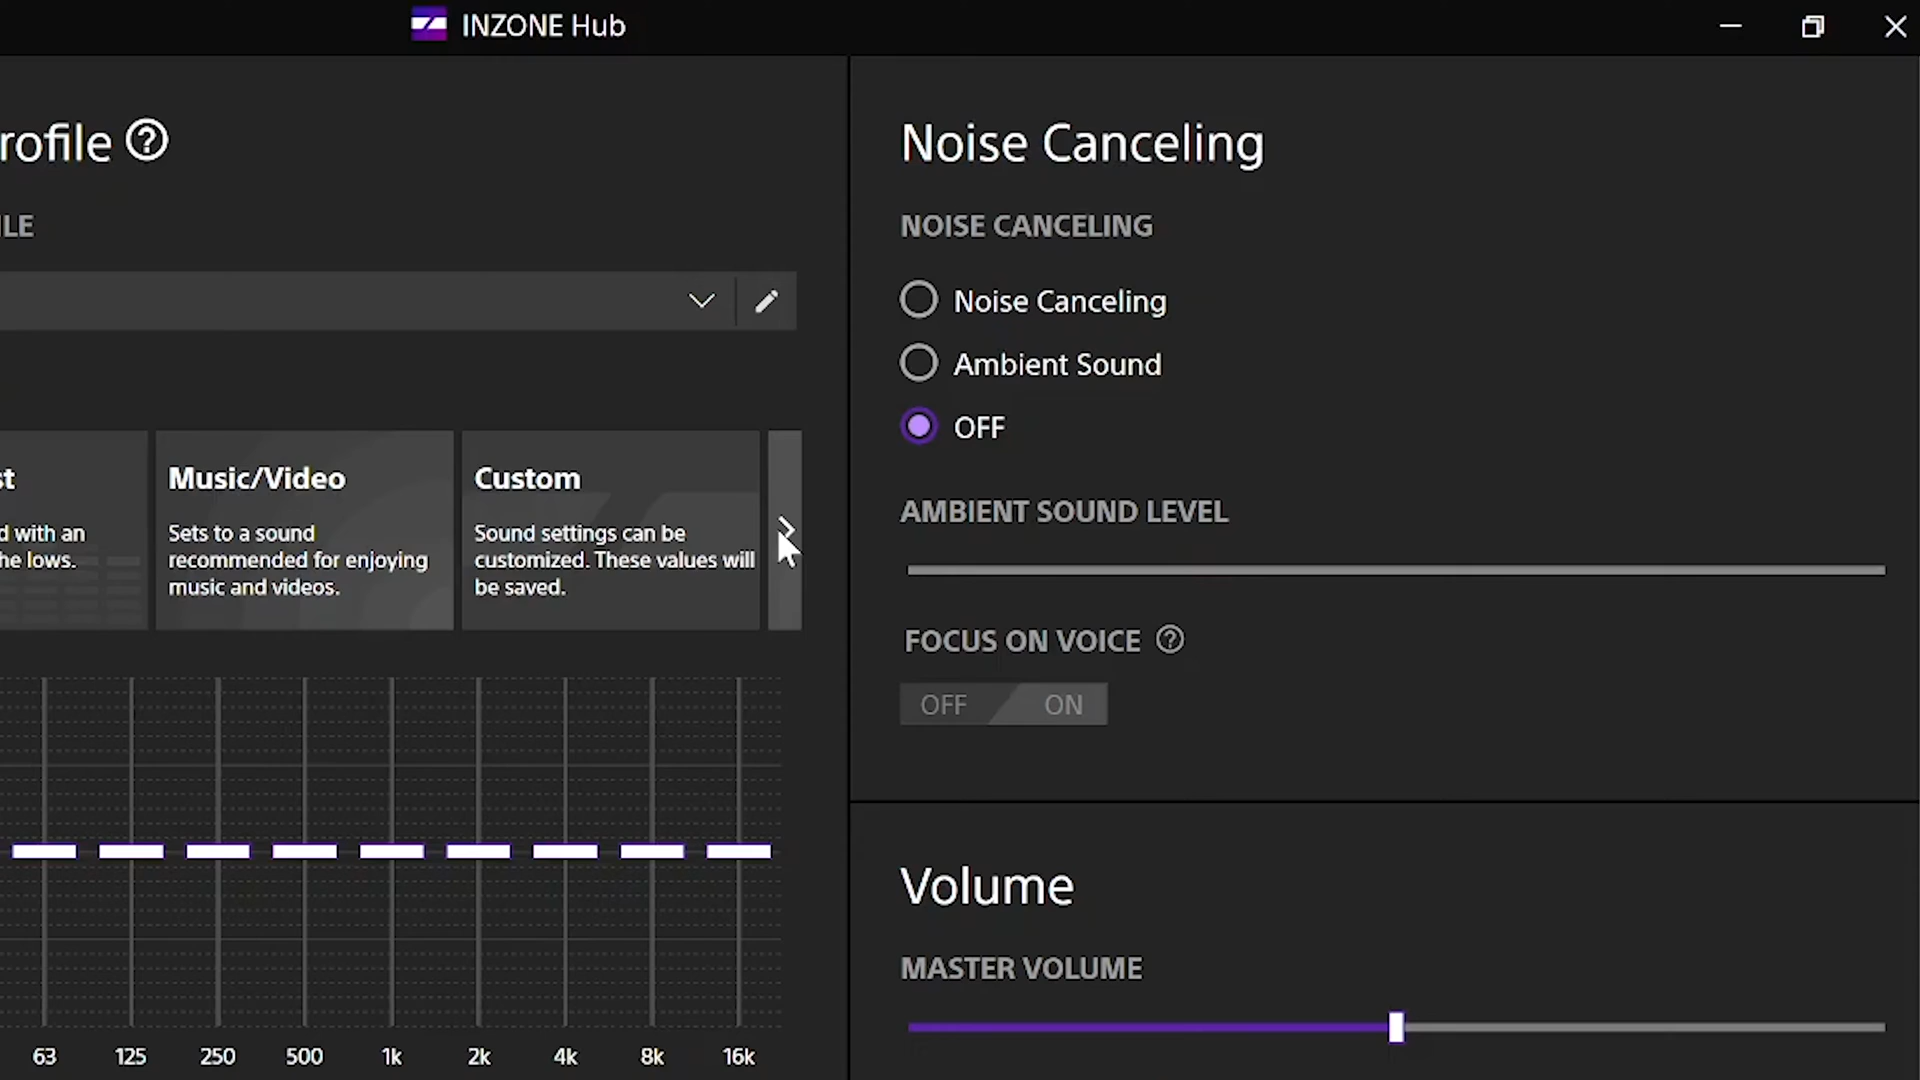 INZONE Hub
rofile
ILE
st
d with an
he lows.
Music/Video
Sets to a sound
recommended for enjoying
music and videos.
Custom
Sound settings can be
customized. These values will
be saved.
63 125 250 500 1k 2k 4k 8k 16k
Noise Canceling
NOISE CANCELING
Noise Canceling
Ambient Sound
OFF
AMBIENT SOUND LEVEL
FOCUS ON VOICE
OFF ON
Volume
MASTER VOLUME